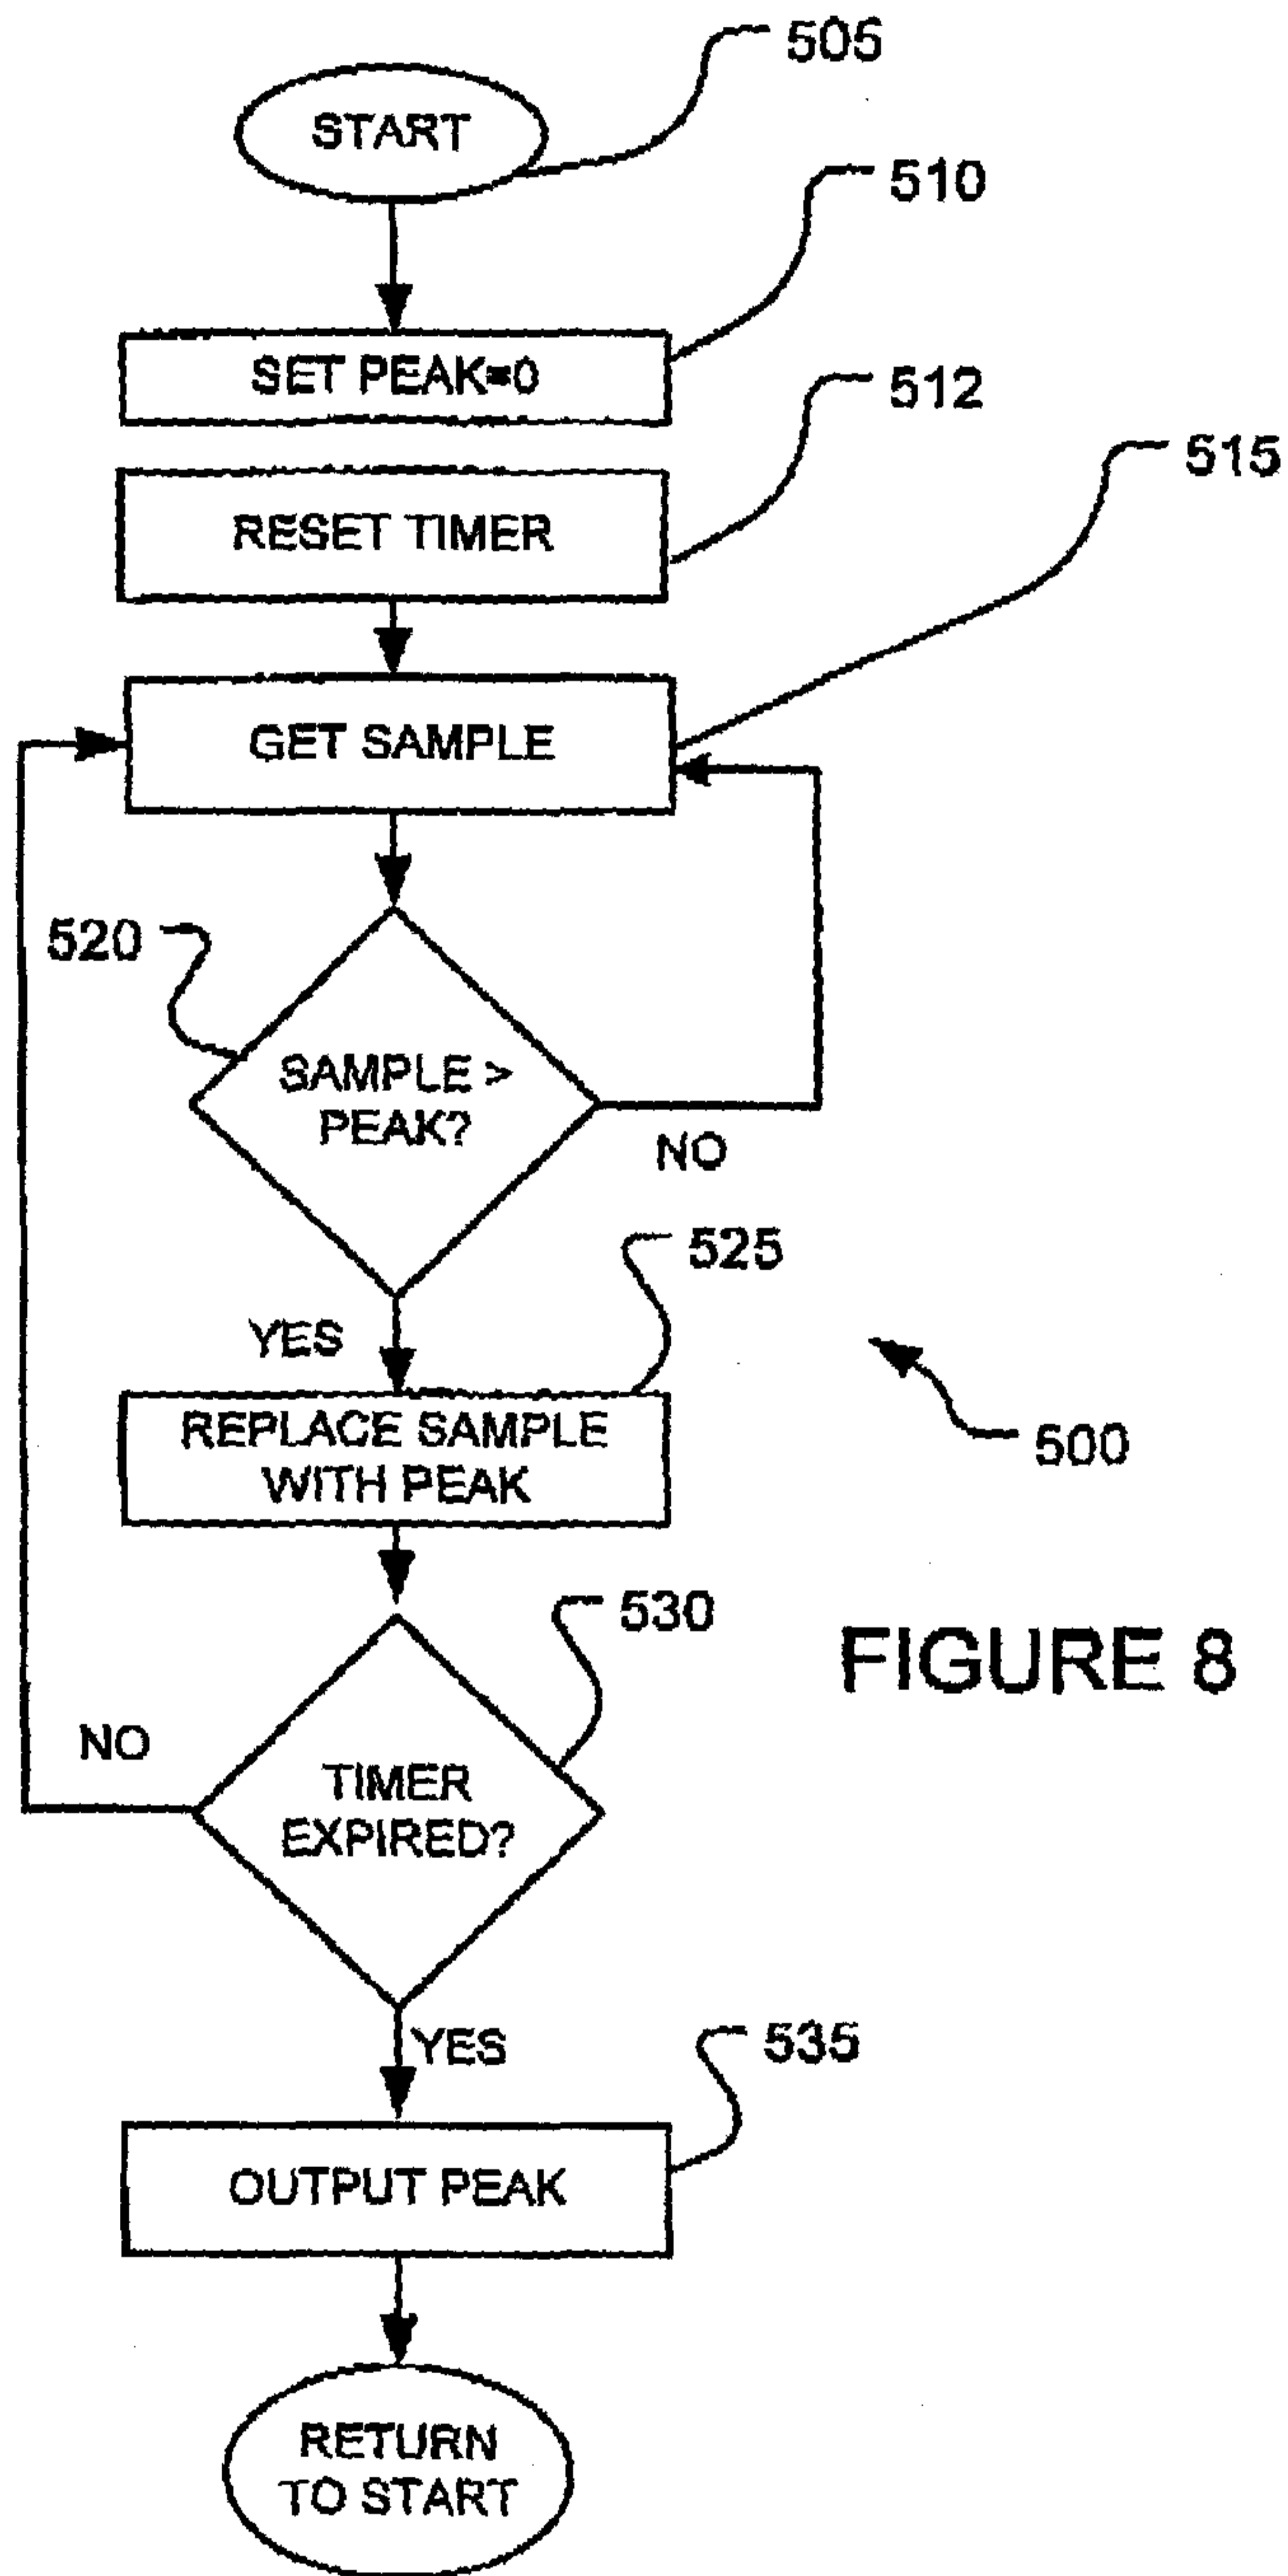 505
START
510
SET PEAK=0
512
RESET TIMER
515
GET SAMPLE
520
SAMPLE >
PEAK?
NO
525
YES
REPLACE SAMPLE
WITH PEAK
500
530
FIGURE 8
NO
TIMER
EXPIRED?
YES
535
OUTPUT PEAK
RETURN
TO START